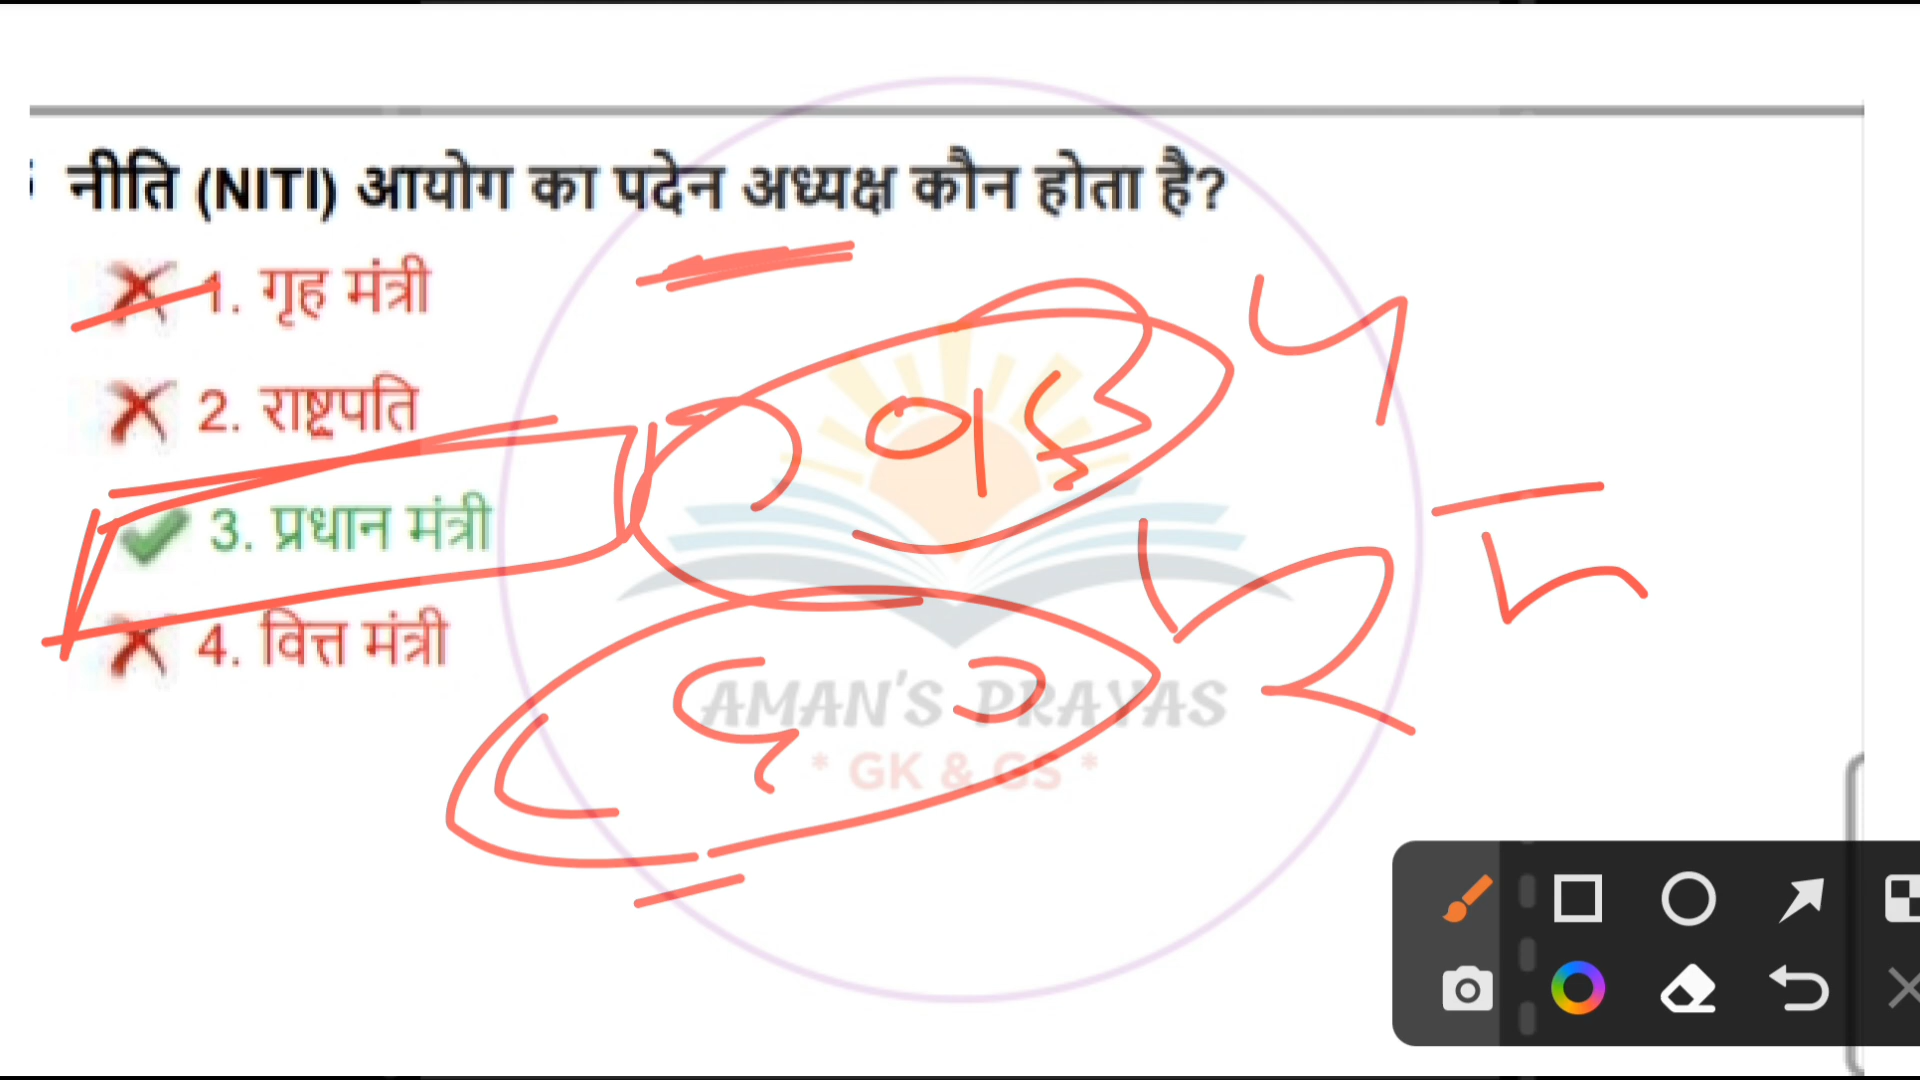 नीति (NITI) आयोग का पदेन अध्यक्ष कौन होता है?
1. गृह मंत्री
2. राष्ट्रपति
3. प्रधान मंत्री
4. वित्त मंत्री
AMAN'S PRAYAS
* GK & GS *